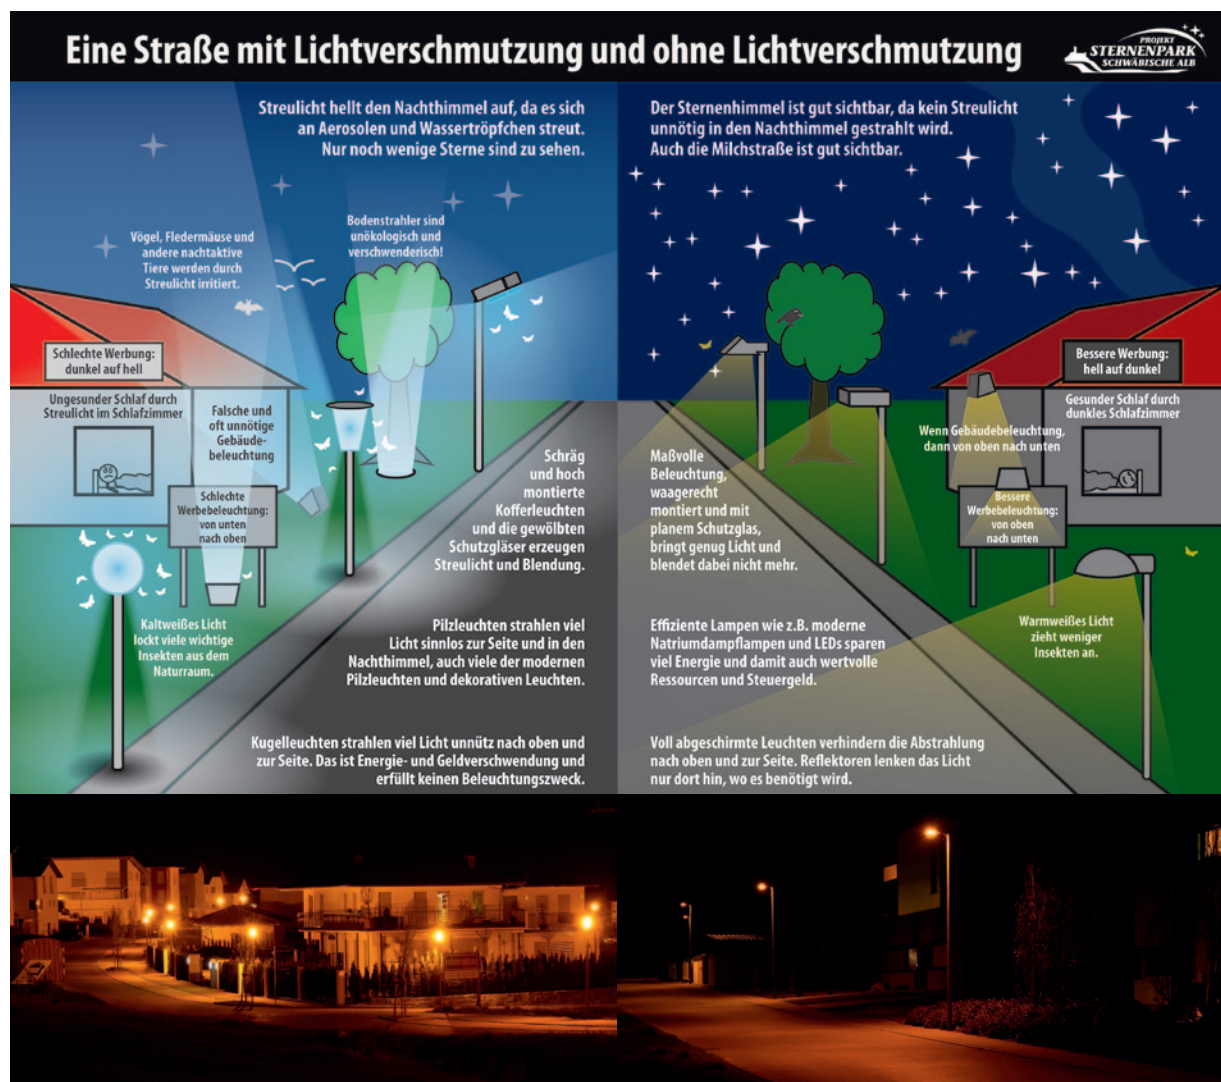 Eine Straße mit Lichtverschmutzung und ohne Lichtverschmutzung
PROJEKT
STERNENPARK
SCHWÄBISCHE ALB
Streulicht hellt den Nachthimmel auf, da es sich
an Aerosolen und Wassertröpfchen streut.
Nur noch wenige Sterne sind zu sehen.
Bodenstrahler sind
unökologisch und
verschwenderisch!
Vögel, Fledermäuse und
andere nachtaktive
Tiere werden durch
Streulicht irritiert.
Schlechte Werbung:
dunkel auf hell
Ungesunder Schlaf durch
Streulicht im Schlafzimmer
Falsche und
oft unnötige
Gebäude-
beleuchtung
Schlechte
Werbebeleuchtung:
von unten
nach oben
Kaltweißes Licht
lockt viele wichtige
Insekten aus dem
Naturraum.
Schräg
und hoch
montierte
Kofferleuchten
und die gewölbten
Schutzgläser erzeugen
Streulicht und Blendung.
Pilzleuchten strahlen viel
Licht sinnlos zur Seite und in den
Nachthimmel, auch viele der modernen
Pilzleuchten und dekorativen Leuchten.
Kugelleuchten strahlen viel Licht unnütz nach oben und
zur Seite. Das ist Energie- und Geldverschwendung und
erfüllt keinen Beleuchtungszweck.
Der Sternenhimmel ist gut sichtbar, da kein Streulicht
unnötig in den Nachthimmel gestrahlt wird.
Auch die Milchstraße ist gut sichtbar.
Bessere Werbung:
hell auf dunkel
Gesunder Schlaf durch
dunkles Schlafzimmer
Wenn Gebäudebeleuchtung,
dann von oben nach unten
Bessere
Werbebeleuchtung:
von oben
nach unten
Warmweißes Licht
zieht weniger
Insekten an.
Maßvolle
Beleuchtung,
waagerecht
montiert und mit
planem Schutzglas,
bringt genug Licht und
blendet dabei nicht mehr.
Effiziente Lampen wie z.B. moderne
Natriumdampflampen und LEDs sparen
viel Energie und damit auch wertvolle
Ressourcen und Steuergeld.
Voll abgeschirmte Leuchten verhindern die Abstrahlung
nach oben und zur Seite. Reflektoren lenken das Licht
nur dort hin, wo es benötigt wird.